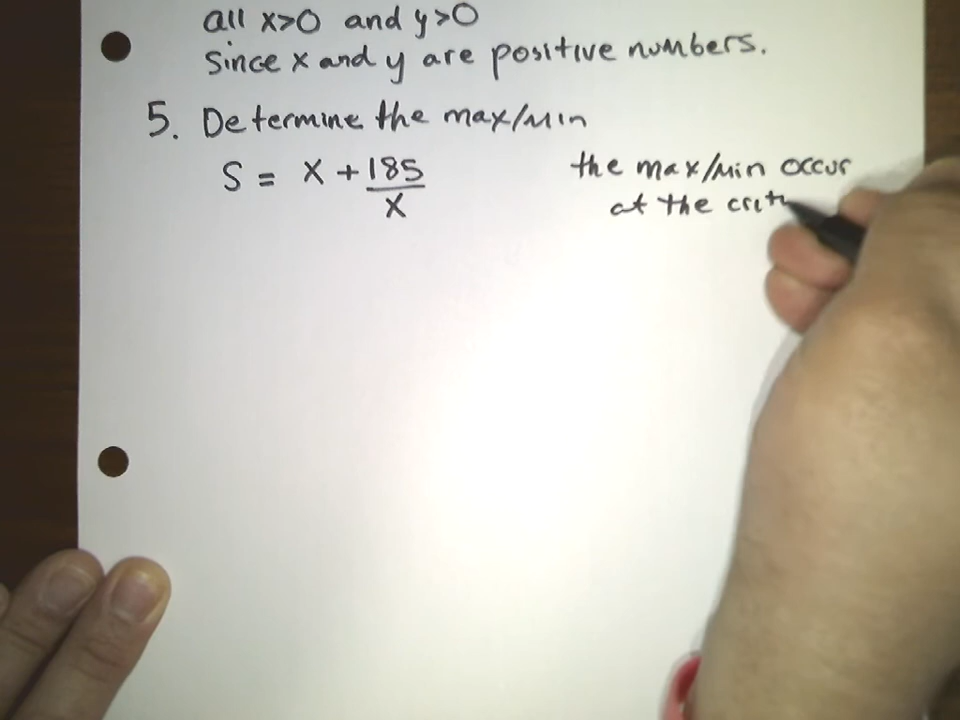 all x>0 and y>0
since x and y are positive numbers.
5. Determine the max/min
S = x + 185/x
the max/min occur
at the crit